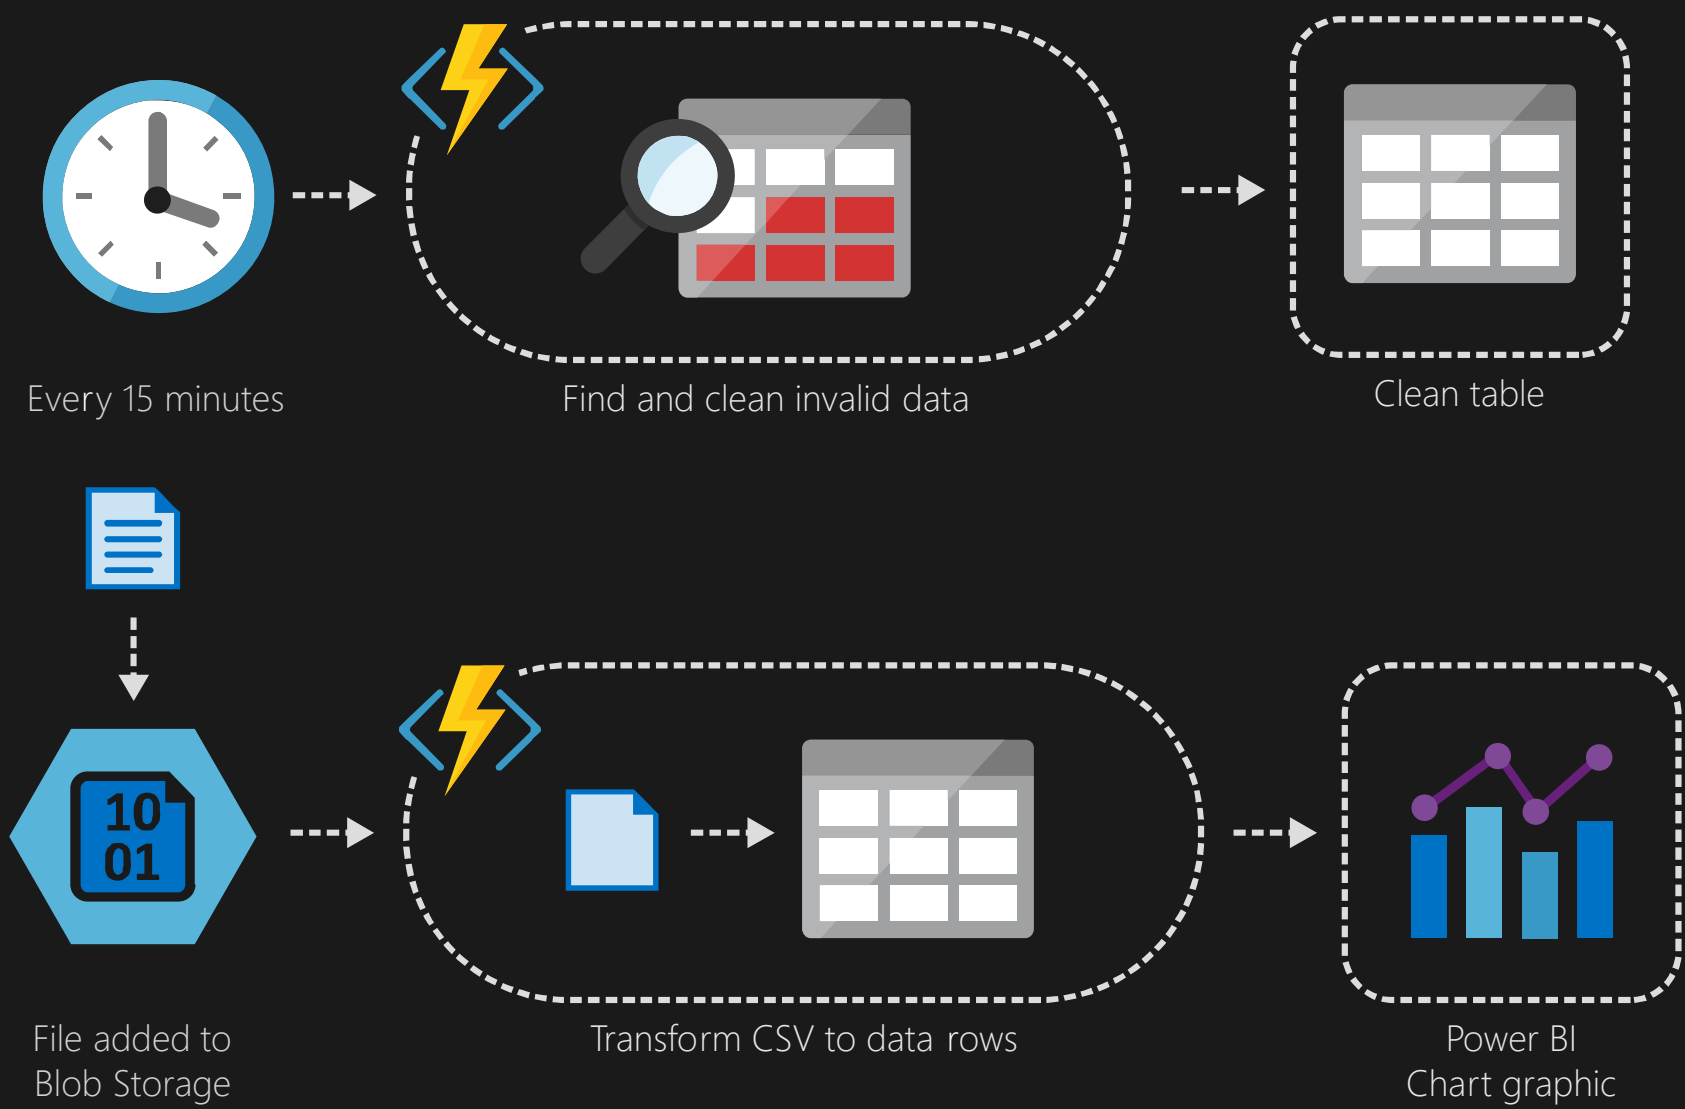 Every 15 minutes
Find and clean invalid data
Clean table
10
01
File added to
Blob Storage
Transform CSV to data rows
Power BI
Chart graphic